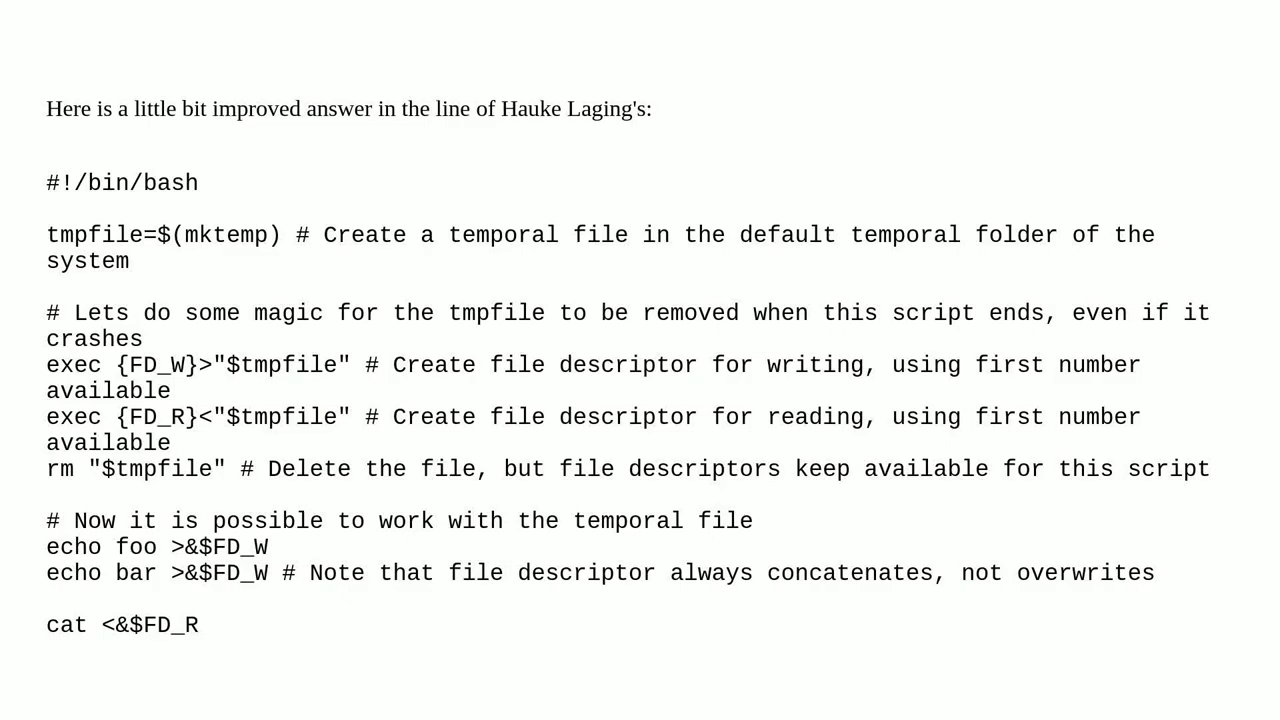 Here is a little bit improved answer in the line of Hauke Laging's:
#!/bin/bash
tmpfile=$(mktemp) # Create a temporal file in the default temporal folder of the
system
# Lets do some magic for the tmpfile to be removed when this script ends, even if it
crashes
exec {FD_W}>"$tmpfile" # Create file descriptor for writing, using first number
available
exec {FD_R}<"$tmpfile" # Create file descriptor for reading, using first number
available
rm "$tmpfile" # Delete the file, but file descriptors keep available for this script
# Now it is possible to work with the temporal file
echo foo >&$FD_W
echo bar >&$FD_W # Note that file descriptor always concatenates, not overwrites
cat <&$FD_R